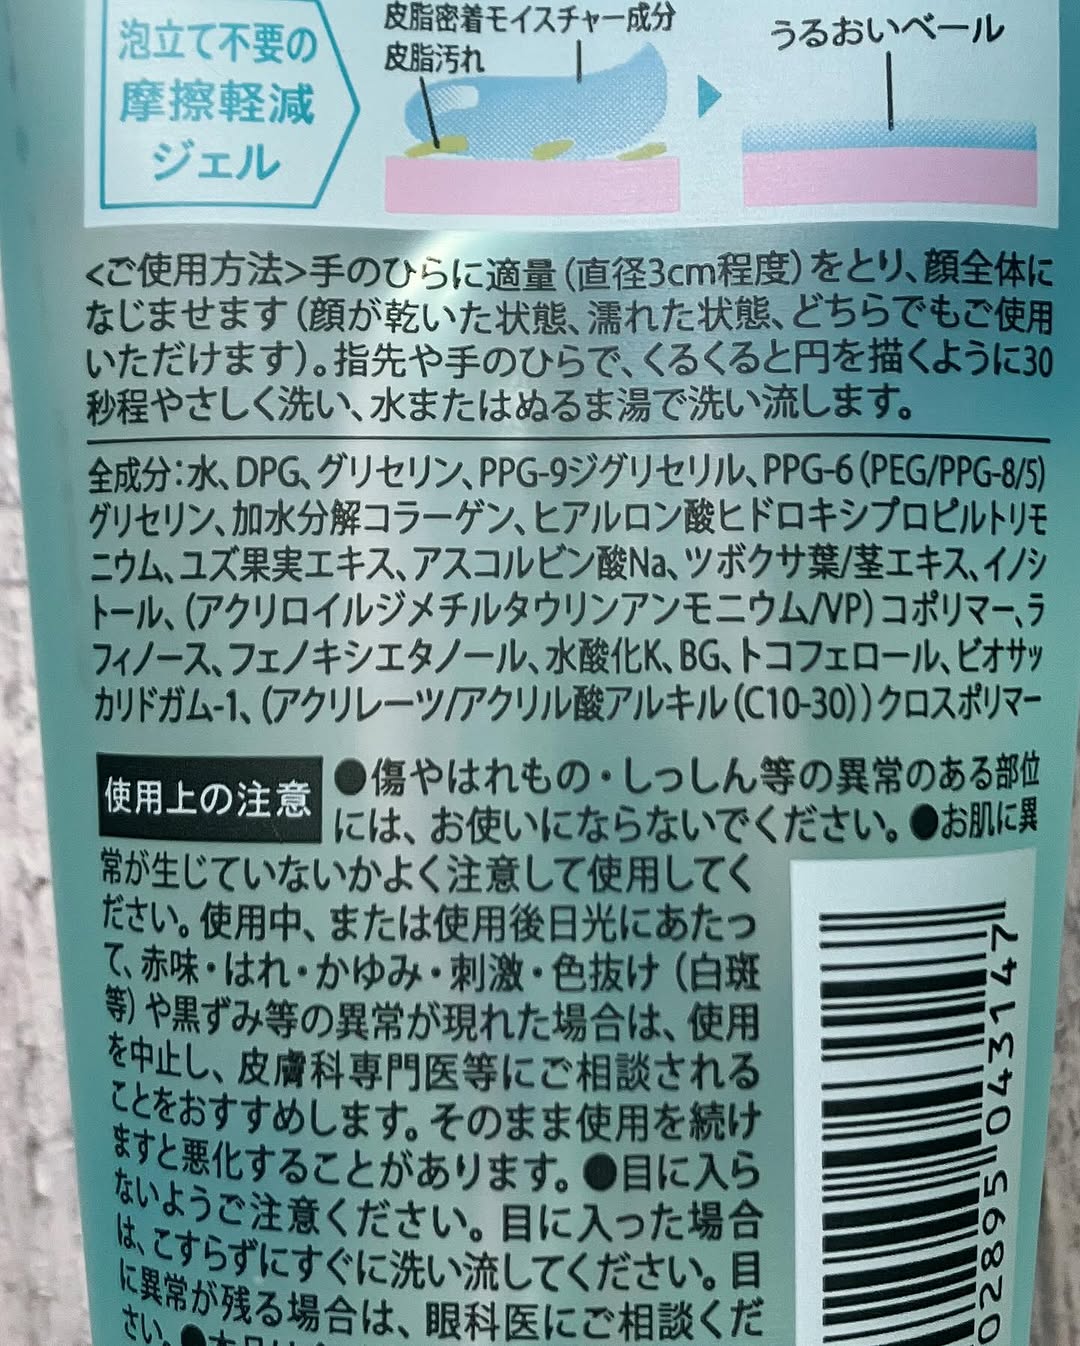 泡立て不要の
摩擦軽減
ジェル
皮脂密着モイスチャー成分
皮脂汚れ
うるおいベール
<ご使用方法>手のひらに適量(直径3cm程度)をとり、顔全体に
なじませます(顔が乾いた状態、濡れた状態、どちらでもご使用
いただけます)。指先や手のひらで、くるくると円を描くように30
秒程やさしく洗い、水またはぬるま湯で洗い流します。
全成分:水、DPG、グリセリン、PPG-9ジグリセリル、PPG-6(PEG/PPG-8/5)
グリセリン、加水分解コラーゲン、ヒアルロン酸ヒドロキシプロピルトリモ
ニウム、ユズ果実エキス、アスコルビン酸Na、ツボクサ葉/茎エキス、イノシ
トール、(アクリロイルジメチルタウリンアンモニウム/VP)コポリマー、ラ
フィノース、フェノキシエタノール、水酸化K、BG、トコフェロール、ビオサッ
カリドガム-1、(アクリレーツ/アクリル酸アルキル(C10-30))クロスポリマー
使用上の注意
●傷やはれもの・しっしん等の異常のある部位
には、お使いにならないでください。●お肌に異
常が生じていないかよく注意して使用してく
ださい。使用中、または使用後日光にあたっ
て、赤味・はれ・かゆみ・刺激・色抜け(白斑
等)や黒ずみ等の異常が現れた場合は、使用
を中止し、皮膚科専門医等にご相談される
ことをおすすめします。そのまま使用を続け
ますと悪化することがあります。●目に入ら
ないようご注意ください。目に入った場合
は、こすらずにすぐに洗い流してください。目
に異常が残る場合は、眼科医にご相談くだ
さい。●本品は
02895 043147